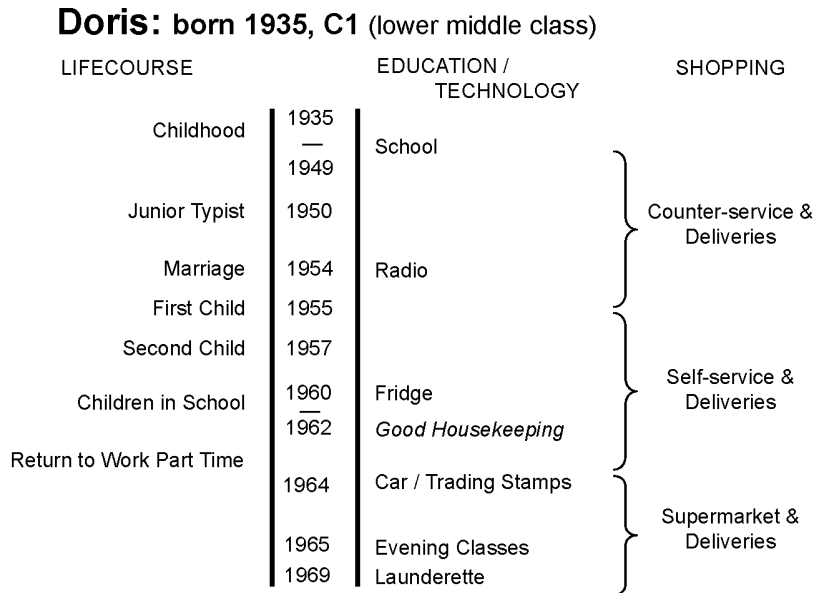 Doris: born 1935, C1 (lower middle class)
LIFECOURSE
EDUCATION /
TECHNOLOGY
SHOPPING
Childhood
1935
—
1949
School
Junior Typist
1950
Counter-service &
Deliveries
Marriage
1954
Radio
First Child
1955
Second Child
1957
Self-service &
Deliveries
Children in School
1960
—
1962
Fridge
Good Housekeeping
Return to Work Part Time
1964
Car / Trading Stamps
Supermarket &
Deliveries
1965
Evening Classes
1969
Launderette